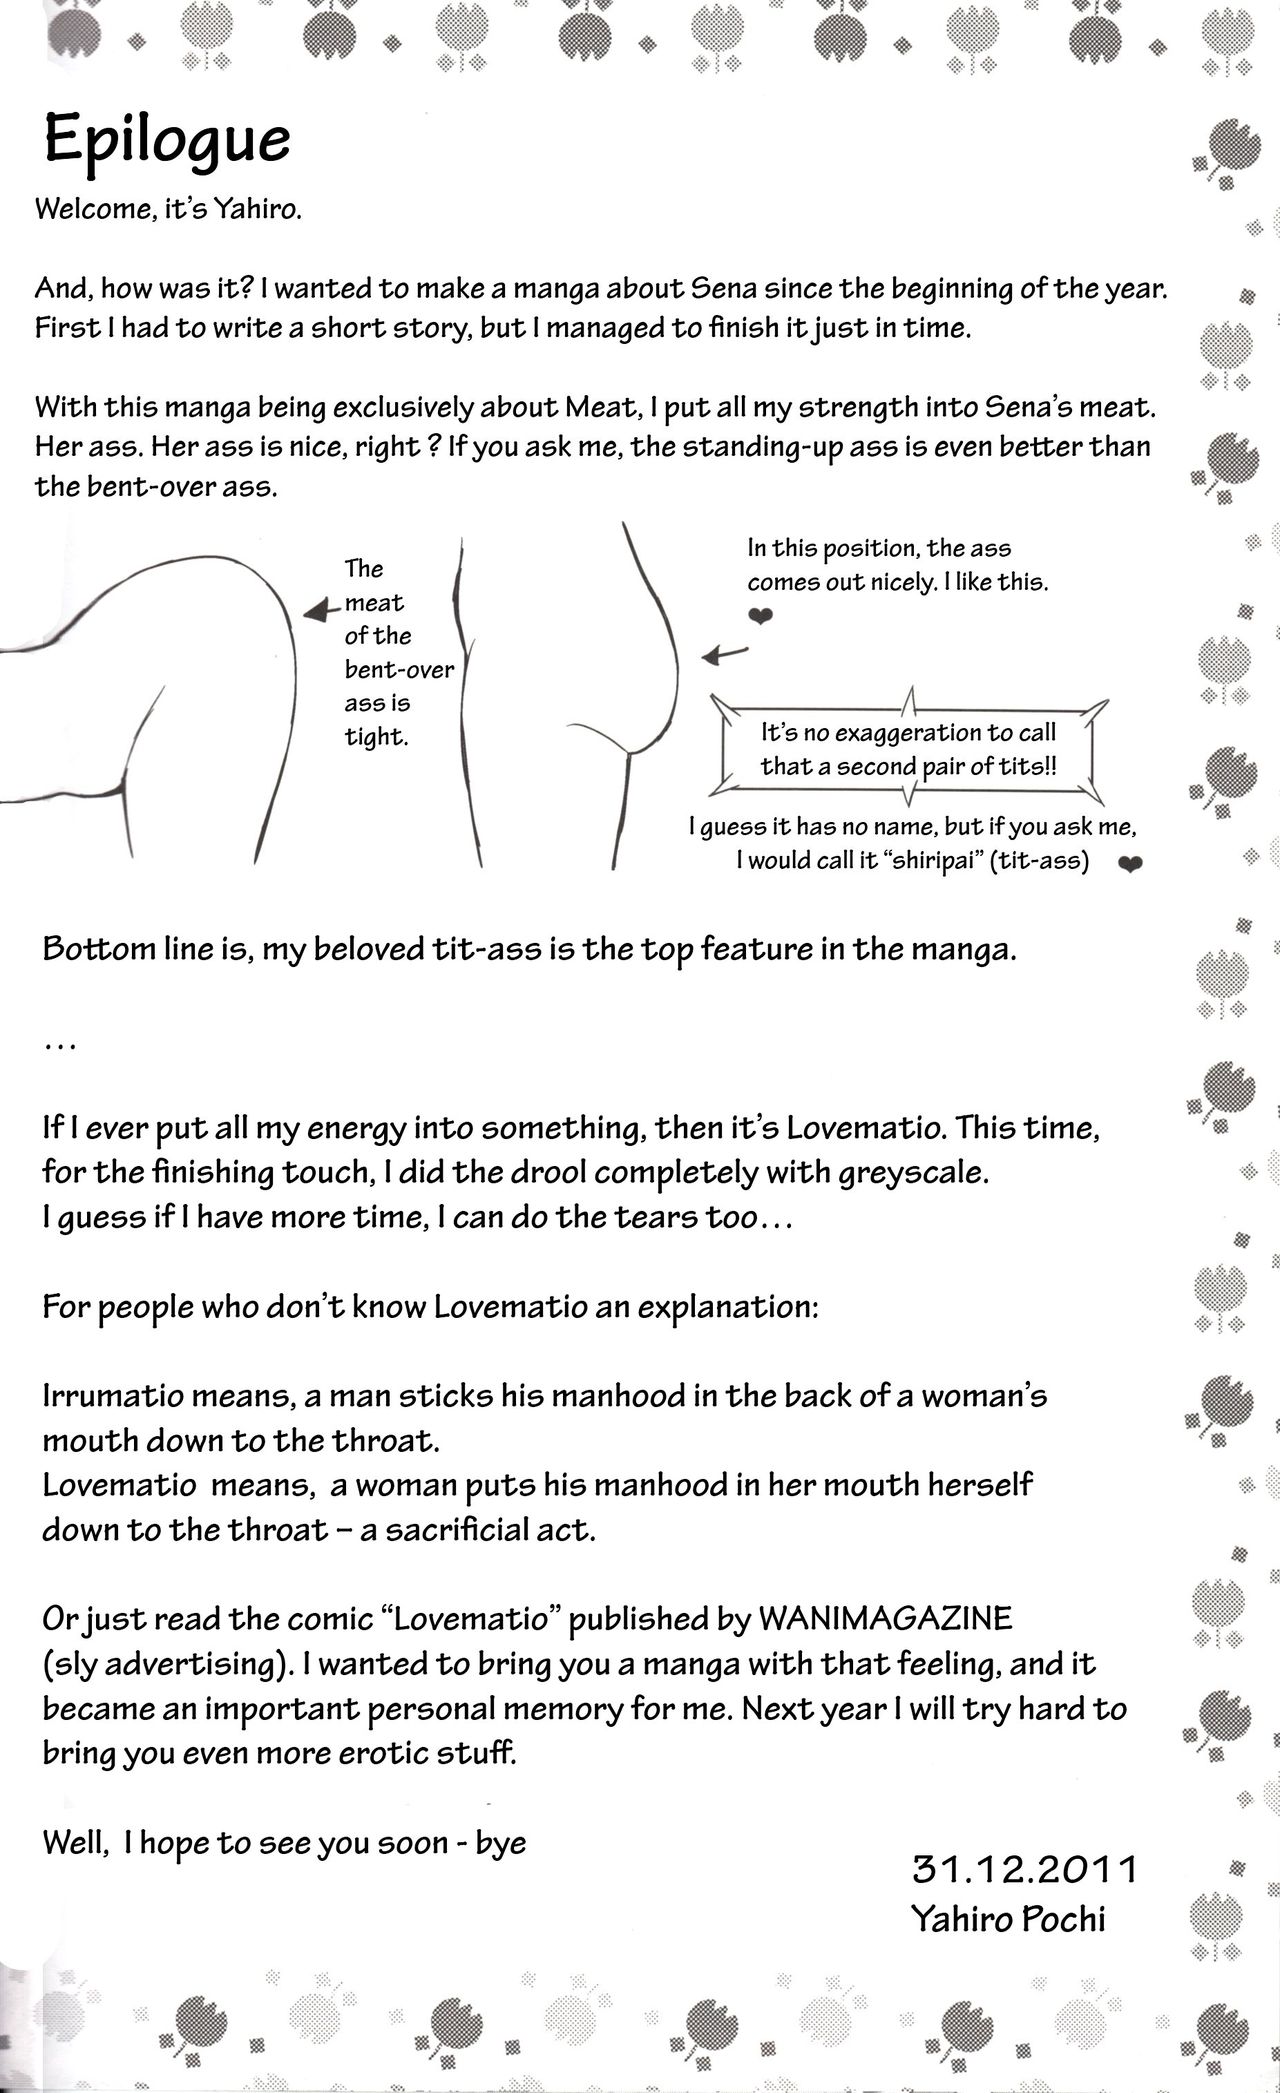 Epilogue
Welcome, it's Yahiro.
And, how was it? I wanted to make a manga about Sena since the beginning of the year.
First I had to write a short story, but I managed to finish it just in time.
With this manga being exclusively about Meat, I put all my strength into Sena's meat.
Her ass. Her ass is nice, right ? If you ask me, the standing-up ass is even better than
the bent-over ass.
The
meat
of the
bent-over
ass is
tight.
In this position, the ass
comes out nicely. I like this.
❤
It's no exaggeration to call
that a second pair of tits!!
I guess it has no name, but if you ask me,
I would call it “shiripai” (tit-ass) ❤
Bottom line is, my beloved tit-ass is the top feature in the manga.
...
If I ever put all my energy into something, then it's Lovematio. This time,
for the finishing touch, I did the drool completely with greyscale.
I guess if I have more time, I can do the tears too...
For people who don't know Lovematio an explanation:
Irrumatio means, a man sticks his manhood in the back of a woman's
mouth down to the throat.
Lovematio means, a woman puts his manhood in her mouth herself
down to the throat – a sacrificial act.
Or just read the comic “Lovematio” published by WANIMAGAZINE
(sly advertising). I wanted to bring you a manga with that feeling, and it
became an important personal memory for me. Next year I will try hard to
bring you even more erotic stuff.
Well, I hope to see you soon - bye
31.12.2011
Yahiro Pochi